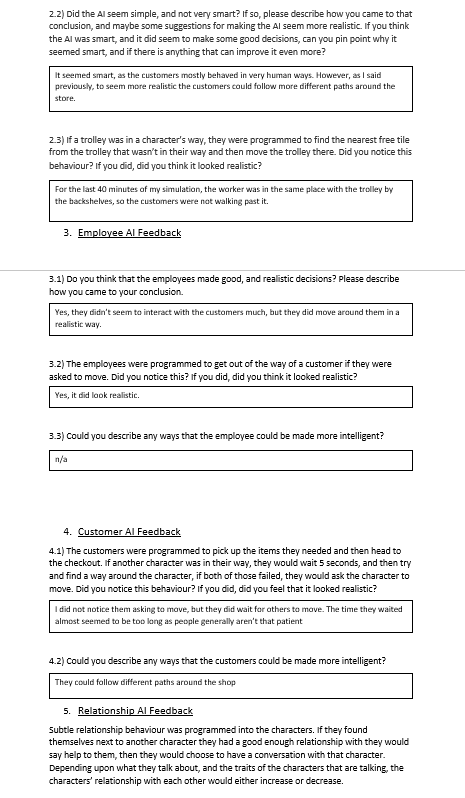 2.2) Did the AI seem simple, and not very smart? If so, please describe how you came to that
conclusion, and maybe some suggestions for making the AI seem more realistic. If you think
the AI was smart, and it did seem to make some good decisions, can you pin point why it
seemed smart, and if there is anything that can improve it even more?
It seemed smart, as the customers mostly behaved in very human ways. However, as I said
previously, to seem more realistic the customers could follow more different paths around the
store.
2.3) If a trolley was in a character's way, they were programmed to find the nearest free tile
from the trolley that wasn't in their way and then move the trolley there. Did you notice this
behaviour? If you did, did you think it looked realistic?
For the last 40 minutes of my simulation, the worker was in the same place with the trolley by
the backshelves, so the customers were not walking past it.
3. Employee AI Feedback
3.1) Do you think that the employees made good, and realistic decisions? Please describe
how you came to your conclusion.
Yes, they didn't seem to interact with the customers much, but they did move around them in a
realistic way.
3.2) The employees were programmed to get out of the way of a customer if they were
asked to move. Did you notice this? If you did, did you think it looked realistic?
Yes, it did look realistic.
3.3) Could you describe any ways that the employee could be made more intelligent?
n/a
4. Customer AI Feedback
4.1) The customers were programmed to pick up the items they needed and then head to
the checkout. If another character was in their way, they would wait 5 seconds, and then try
and find a way around the character, if both of those failed, they would ask the character to
move. Did you notice this behaviour? If you did, did you feel that it looked realistic?
I did not notice them asking to move, but they did wait for others to move. The time they waited
almost seemed to be too long as people generally aren't that patient
4.2) Could you describe any ways that the customers could be made more intelligent?
They could follow different paths around the shop
5. Relationship AI Feedback
Subtle relationship behaviour was programmed into the characters. If they found
themselves next to another character they had a good enough relationship with they would
say help to them, then they would choose to have a conversation with that character.
Depending upon what they talk about, and the traits of the characters that are talking, the
characters' relationship with each other would either increase or decrease.